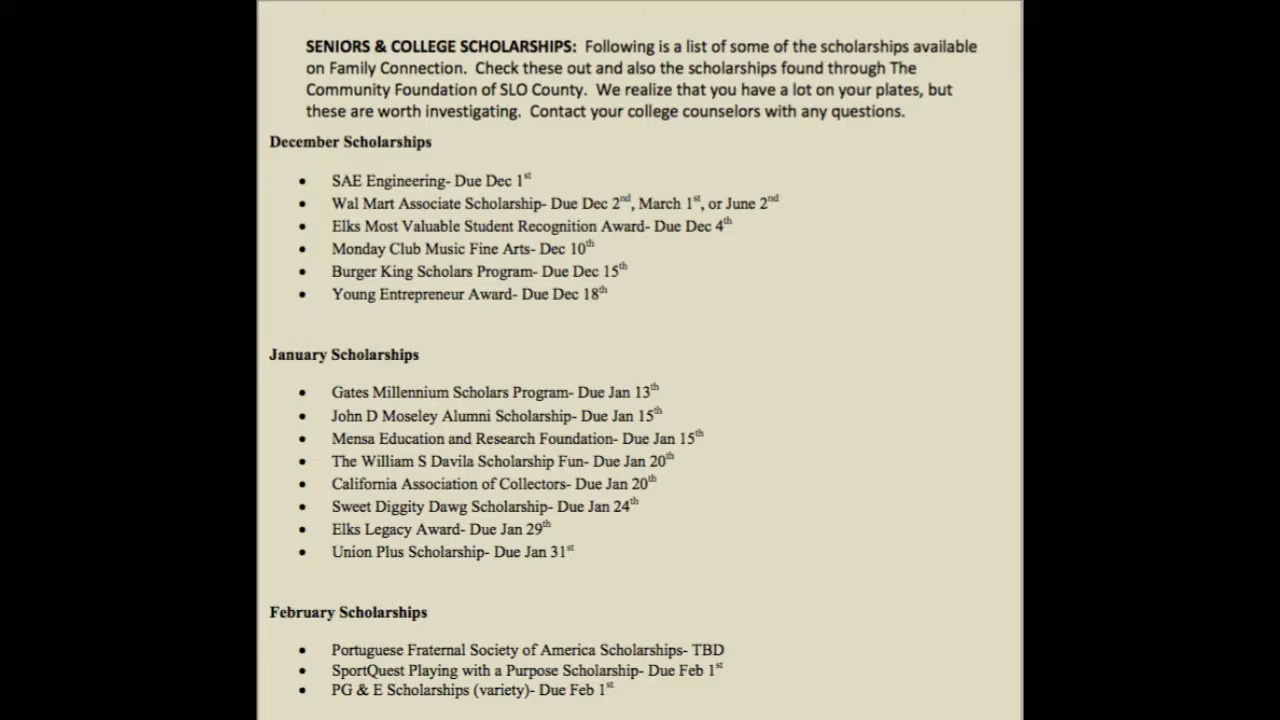 SENIORS & COLLEGE SCHOLARSHIPS: Following is a list of some of the scholarships available
on Family Connection. Check these out and also the scholarships found through The
Community Foundation of SLO County. We realize that you have a lot on your plates, but
these are worth investigating. Contact your college counselors with any questions.
December Scholarships
• SAE Engineering- Due Dec 1st
• Wal Mart Associate Scholarship- Due Dec 2nd, March 1st, or June 2nd
• Elks Most Valuable Student Recognition Award- Due Dec 4th
• Monday Club Music Fine Arts- Dec 10th
• Burger King Scholars Program- Due Dec 15th
• Young Entrepreneur Award- Due Dec 18th
January Scholarships
• Gates Millennium Scholars Program- Due Jan 13th
• John D Moseley Alumni Scholarship- Due Jan 15th
• Mensa Education and Research Foundation- Due Jan 15th
• The William S Davila Scholarship Fun- Due Jan 20th
• California Association of Collectors- Due Jan 20th
• Sweet Diggity Dawg Scholarship- Due Jan 24th
• Elks Legacy Award- Due Jan 29th
• Union Plus Scholarship- Due Jan 31st
February Scholarships
• Portuguese Fraternal Society of America Scholarships- TBD
• SportQuest Playing with a Purpose Scholarship- Due Feb 1st
• PG & E Scholarships (variety)- Due Feb 1st